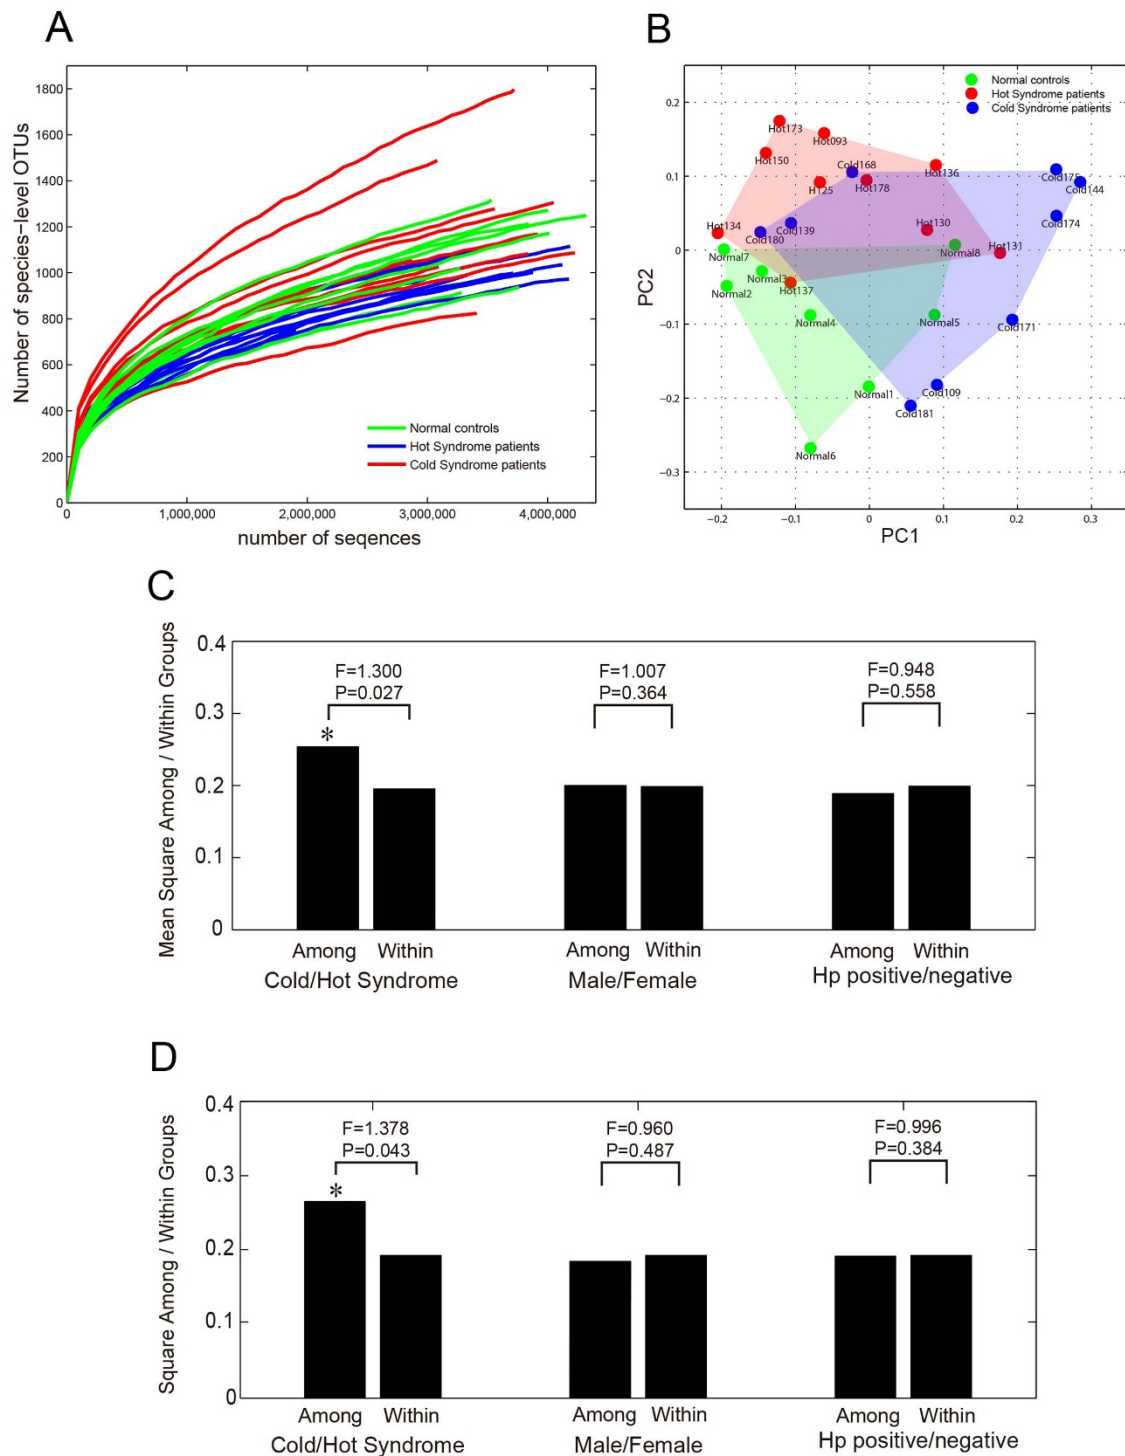 A
1800
1600
1400
1200
1000
800
600
400
200
0
Number of species-level OTUs
Normal controls
Hot Syndrome patients
Cold Syndrome patients
0 1,000,000 2,000,000 3,000,000 4,000,000
number of seqences
B
Normal controls
Hot Syndrome patients
Cold Syndrome patients
0.2
0.1
0
−0.1
−0.2
−0.3
PC2
Hot173
Hot093
Hot150
Cold168
Hot136
H125
Hot178
Cold175
Cold144
Cold174
Hot134
Cold139
Cold180
Hot130
Normal7
Normal8
Hot131
Normal3
Normal2
Hot137
Normal4
Normal5
Cold171
Normal1
Cold109
Cold181
Normal6
−0.2 −0.1 0 0.1 0.2 0.3
PC1
C
Mean Square Among / Within Groups
0.4
0.3
0.2
0.1
0
F=1.300
P=0.027
*
F=1.007
P=0.364
F=0.948
P=0.558
Among Within Among Within Among Within
Cold/Hot Syndrome Male/Female Hp positive/negative
D
Square Among / Within Groups
0.4
0.3
0.2
0.1
0
F=1.378
P=0.043
*
F=0.960
P=0.487
F=0.996
P=0.384
Among Within Among Within Among Within
Cold/Hot Syndrome Male/Female Hp positive/negative